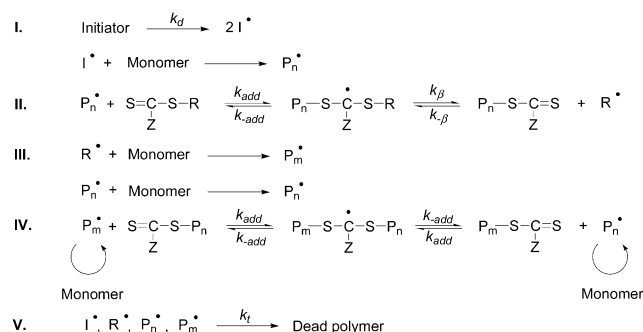 I. Initiator k_d 2 I•
I• + Monomer P_n•
II. P_n• + S=C(Z)–S–R k_add k_-add P_n–S–C•(Z)–S–R k_β k_-β P_n–S–C(Z)=S + R•
III. R• + Monomer P_m•
P_n• + Monomer P_n•
IV. P_m• + S=C(Z)–S–P_n k_add k_-add P_m–S–C•(Z)–S–P_n k_-add k_add P_m–S–C(Z)=S + P_n•
Monomer Monomer
V. I•, R•, P_n•, P_m• k_t Dead polymer